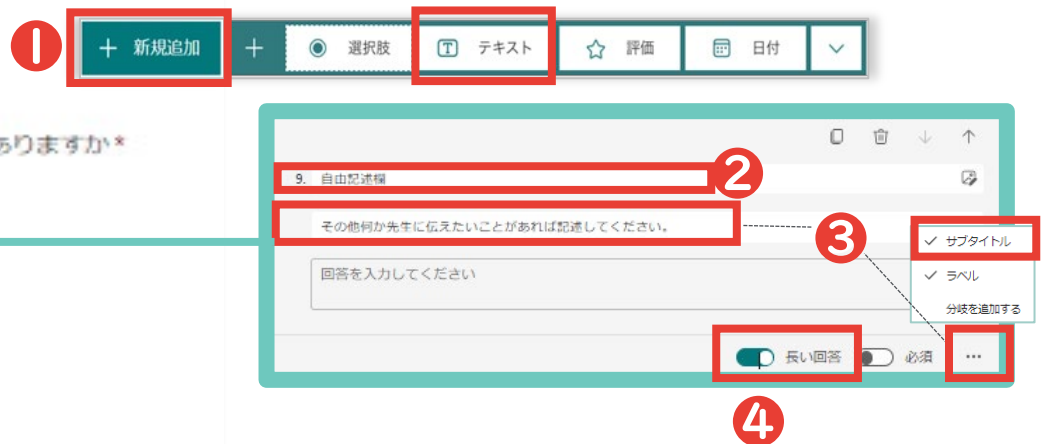 1
+ 新規追加 + 選択肢 T テキスト 評価 日付
ありますか*
9. 自由記述欄
2
その他何か先生に伝えたいことがあれば記述してください。
3
✓ サブタイトル
回答を入力してください
✓ ラベル
分岐を追加する
長い回答 必須 ...
4